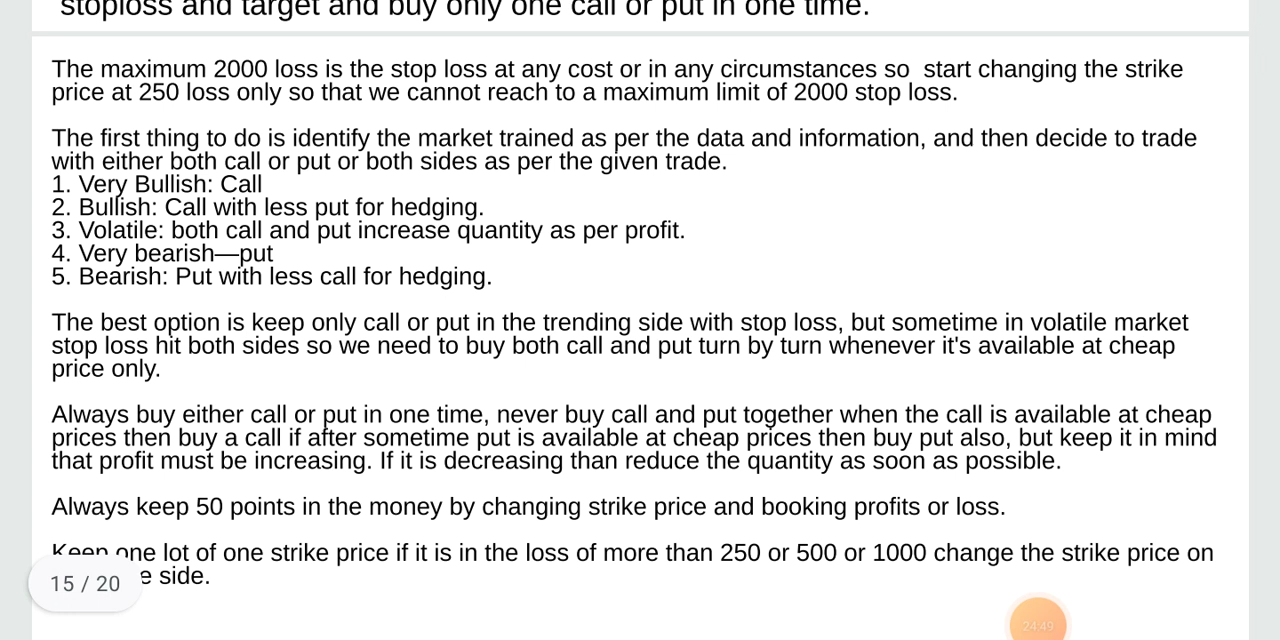 stoploss and target and buy only one call or put in one time.
The maximum 2000 loss is the stop loss at any cost or in any circumstances so  start changing the strike
price at 250 loss only so that we cannot reach to a maximum limit of 2000 stop loss.
The first thing to do is identify the market trained as per the data and information, and then decide to trade
with either both call or put or both sides as per the given trade.
1. Very Bullish: Call
2. Bullish: Call with less put for hedging.
3. Volatile: both call and put increase quantity as per profit.
4. Very bearish—put
5. Bearish: Put with less call for hedging.
The best option is keep only call or put in the trending side with stop loss, but sometime in volatile market
stop loss hit both sides so we need to buy both call and put turn by turn whenever it's available at cheap
price only.
Always buy either call or put in one time, never buy call and put together when the call is available at cheap
prices then buy a call if after sometime put is available at cheap prices then buy put also, but keep it in mind
that profit must be increasing. If it is decreasing than reduce the quantity as soon as possible.
Always keep 50 points in the money by changing strike price and booking profits or loss.
Keep one lot of one strike price if it is in the loss of more than 250 or 500 or 1000 change the strike price on
side.
15 / 20
24:49